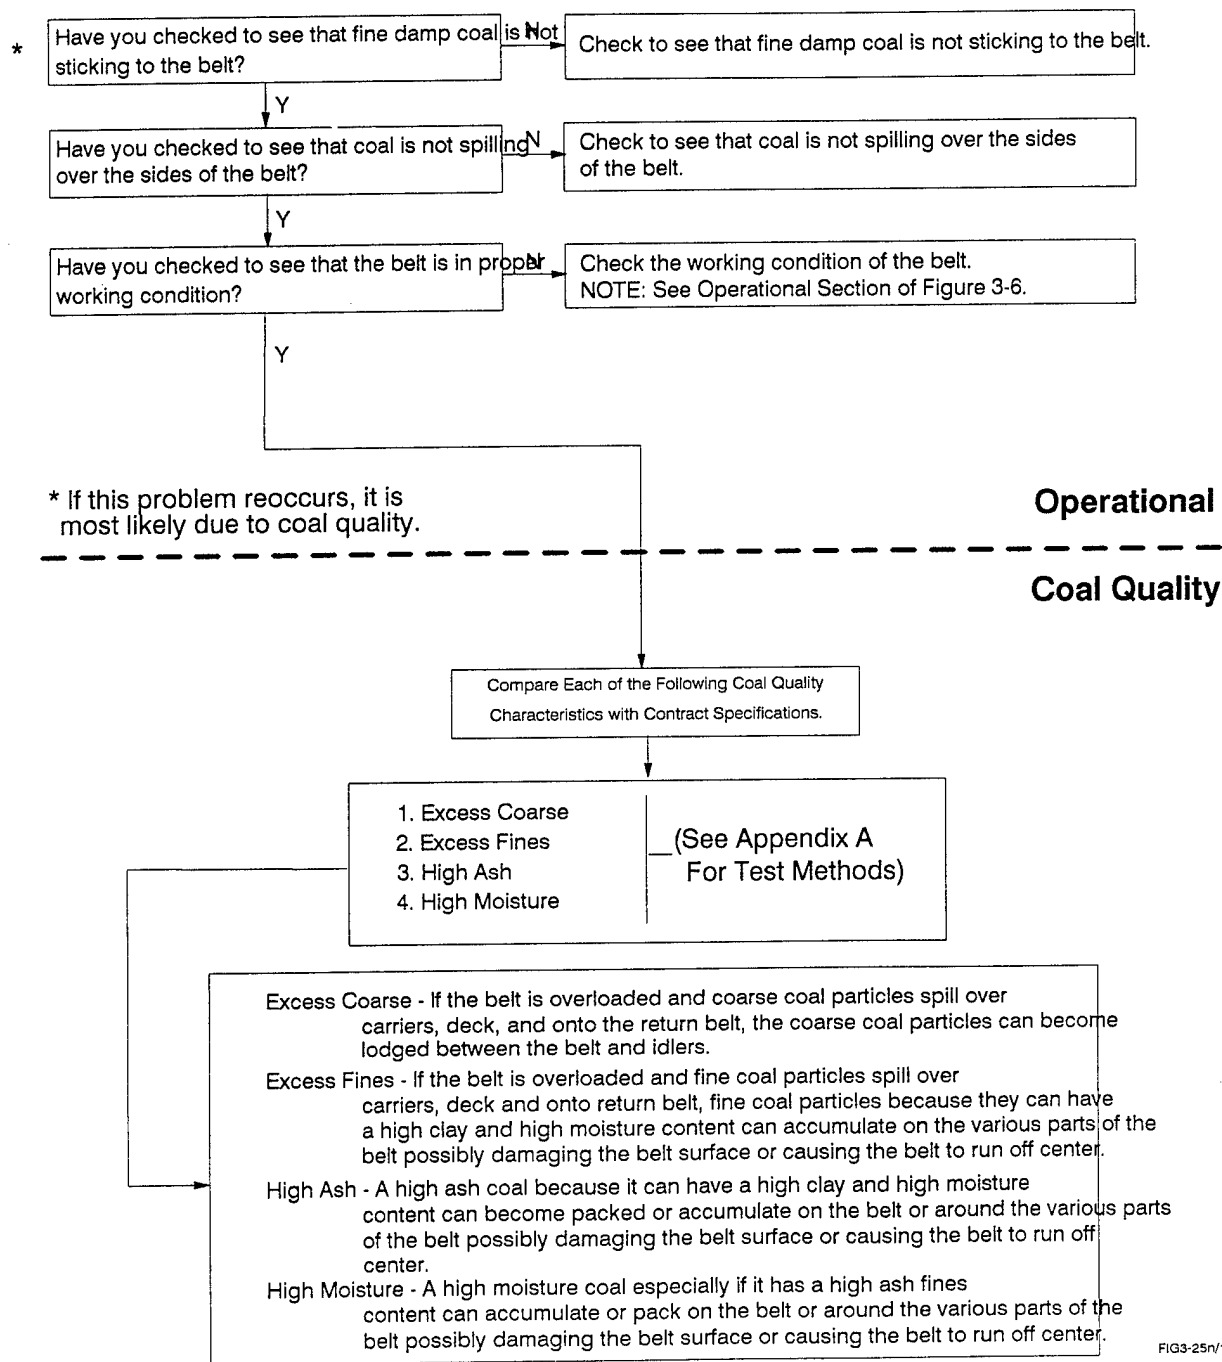 * Have you checked to see that fine damp coal is not
sticking to the belt?
N
Check to see that fine damp coal is not sticking to the belt.
Y
Have you checked to see that coal is not spilling
over the sides of the belt?
N
Check to see that coal is not spilling over the sides
of the belt.
Y
Have you checked to see that the belt is in proper
working condition?
N
Check the working condition of the belt.
NOTE: See Operational Section of Figure 3-6.
Y
* If this problem reoccurs, it is
most likely due to coal quality.
Operational
Coal Quality
Compare Each of the Following Coal Quality
Characteristics with Contract Specifications.
1. Excess Coarse
2. Excess Fines
3. High Ash
4. High Moisture
(See Appendix A
For Test Methods)
Excess Coarse - If the belt is overloaded and coarse coal particles spill over
carriers, deck, and onto the return belt, the coarse coal particles can become
lodged between the belt and idlers.
Excess Fines - If the belt is overloaded and fine coal particles spill over
carriers, deck and onto return belt, fine coal particles because they can have
a high clay and high moisture content can accumulate on the various parts of the
belt possibly damaging the belt surface or causing the belt to run off center.
High Ash - A high ash coal because it can have a high clay and high moisture
content can become packed or accumulate on the belt or around the various parts
of the belt possibly damaging the belt surface or causing the belt to run off
center.
High Moisture - A high moisture coal especially if it has a high ash fines
content can accumulate or pack on the belt or around the various parts of the
belt possibly damaging the belt surface or causing the belt to run off center.
FIG3-25n/